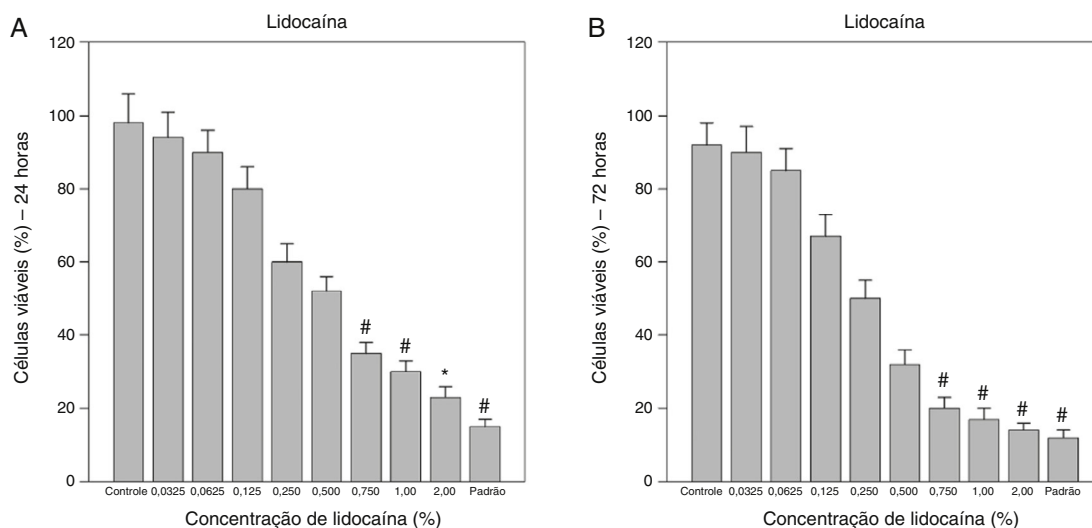 A
Lidocaína
120
100
80
60
40
20
0
Células viáveis (%) – 24 horas
#
#
*
#
Controle 0,0325 0,0625 0,125 0,250 0,500 0,750 1,00 2,00 Padrão
Concentração de lidocaína (%)
B
Lidocaína
120
100
80
60
40
20
0
Células viáveis (%) – 72 horas
#
#
#
#
Controle 0,0325 0,0625 0,125 0,250 0,500 0,750 1,00 2,00 Padrão
Concentração de lidocaína (%)